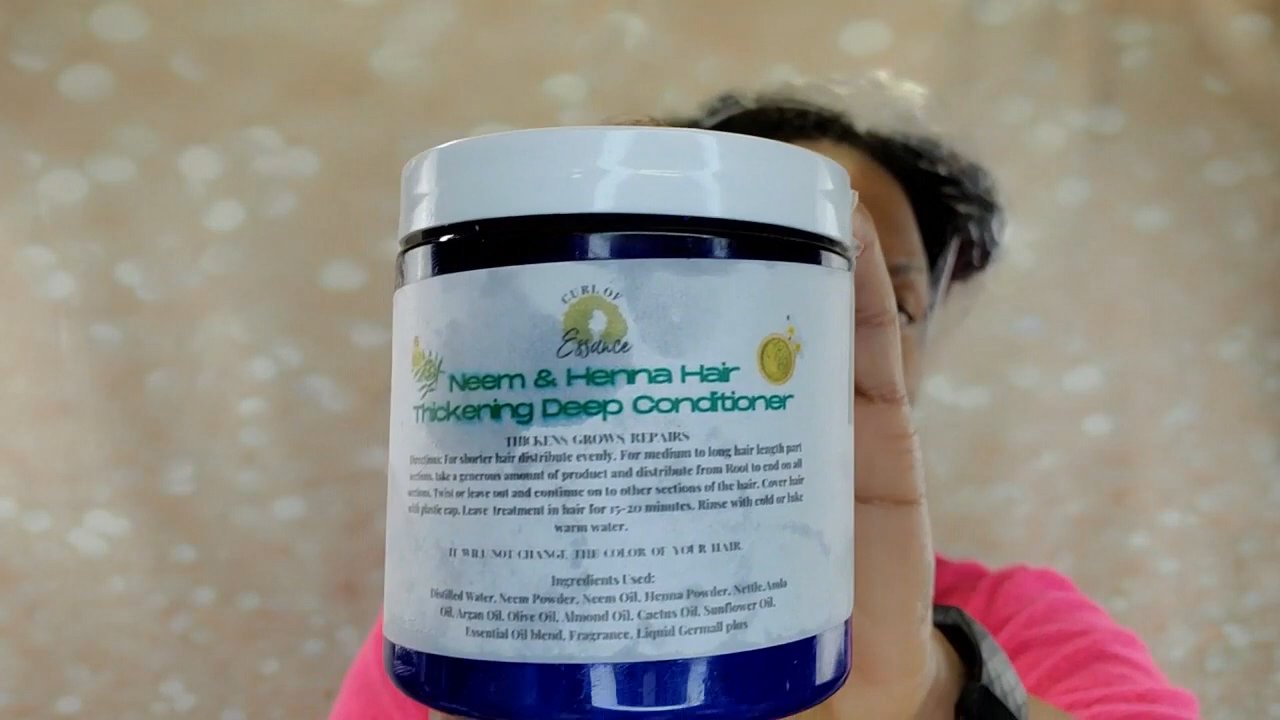 CURL OF
Essance
Neem & Henna Hair
Thickening Deep Conditioner
THICKENS GROWS REPAIRS
Directions: For shorter hair distribute evenly. For medium to long hair length part
sections, take a generous amount of product and distribute from Root to end on all
sections. Twist or leave out and continue on to other sections of the hair. Cover hair
with plastic cap. Leave treatment in hair for 15-20 minutes. Rinse with cold or luke
warm water.
IT WILL NOT CHANGE THE COLOR OF YOUR HAIR.
Ingredients Used:
Distilled Water, Neem Powder, Neem Oil, Henna Powder, Nettle,Amla
Oil, Argan Oil, Olive Oil, Almond Oil, Cactus Oil, Sunflower Oil,
Essential Oil blend, Fragrance, Liquid Germall plus